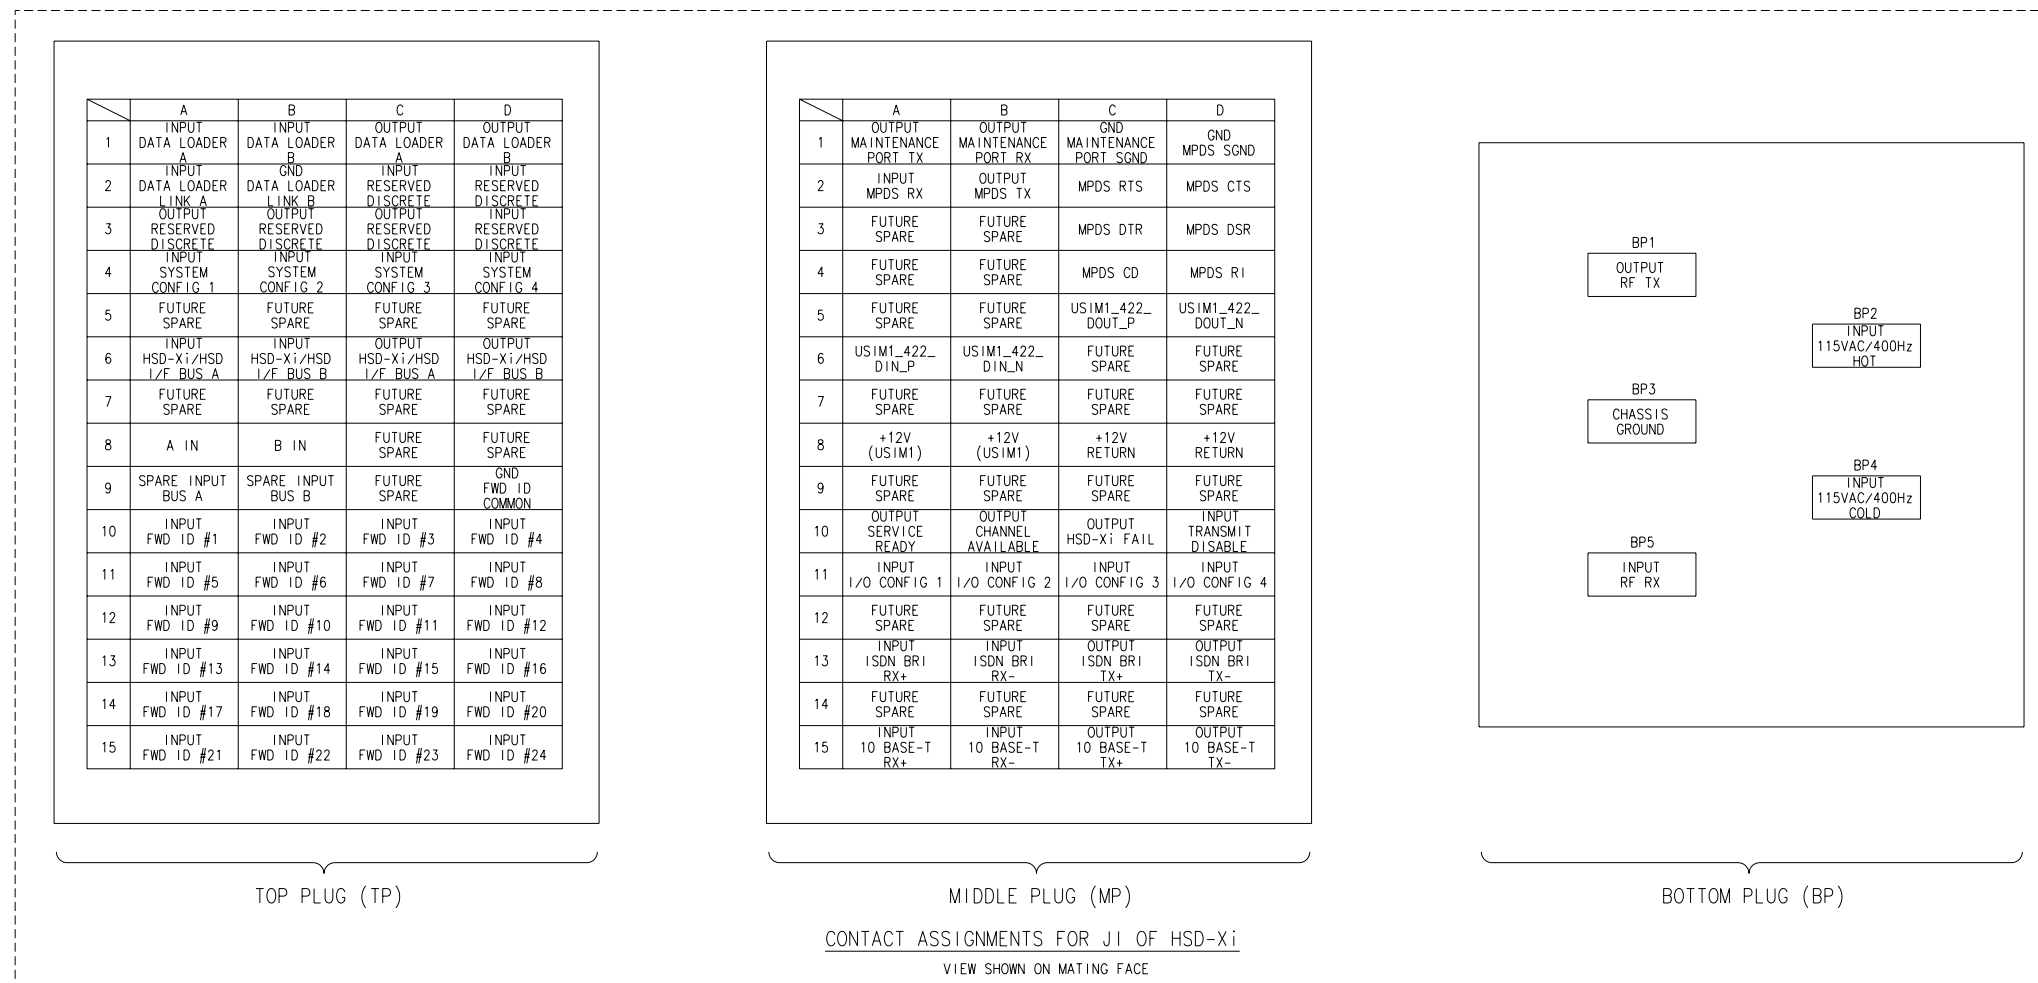 A B C D
1
INPUT DATA LOADER A
INPUT DATA LOADER B
OUTPUT DATA LOADER A
OUTPUT DATA LOADER B
2
INPUT DATA LOADER LINK A
GND DATA LOADER LINK B
INPUT RESERVED DISCRETE
INPUT RESERVED DISCRETE
3
OUTPUT RESERVED DISCRETE
OUTPUT RESERVED DISCRETE
OUTPUT RESERVED DISCRETE
INPUT RESERVED DISCRETE
4
INPUT SYSTEM CONFIG 1
INPUT SYSTEM CONFIG 2
INPUT SYSTEM CONFIG 3
INPUT SYSTEM CONFIG 4
5
FUTURE SPARE
FUTURE SPARE
FUTURE SPARE
FUTURE SPARE
6
INPUT HSD-Xi/HSD I/F BUS A
INPUT HSD-Xi/HSD I/F BUS B
OUTPUT HSD-Xi/HSD I/F BUS A
OUTPUT HSD-Xi/HSD I/F BUS B
7
FUTURE SPARE
FUTURE SPARE
FUTURE SPARE
FUTURE SPARE
8
A IN
B IN
FUTURE SPARE
FUTURE SPARE
9
SPARE INPUT BUS A
SPARE INPUT BUS B
FUTURE SPARE
GND FWD ID COMMON
10
INPUT FWD ID #1
INPUT FWD ID #2
INPUT FWD ID #3
INPUT FWD ID #4
11
INPUT FWD ID #5
INPUT FWD ID #6
INPUT FWD ID #7
INPUT FWD ID #8
12
INPUT FWD ID #9
INPUT FWD ID #10
INPUT FWD ID #11
INPUT FWD ID #12
13
INPUT FWD ID #13
INPUT FWD ID #14
INPUT FWD ID #15
INPUT FWD ID #16
14
INPUT FWD ID #17
INPUT FWD ID #18
INPUT FWD ID #19
INPUT FWD ID #20
15
INPUT FWD ID #21
INPUT FWD ID #22
INPUT FWD ID #23
INPUT FWD ID #24
TOP PLUG (TP)
A B C D
1
OUTPUT MAINTENANCE PORT TX
OUTPUT MAINTENANCE PORT RX
GND MAINTENANCE PORT SGND
GND MPDS SGND
2
INPUT MPDS RX
OUTPUT MPDS TX
MPDS RTS
MPDS CTS
3
FUTURE SPARE
FUTURE SPARE
MPDS DTR
MPDS DSR
4
FUTURE SPARE
FUTURE SPARE
MPDS CD
MPDS RI
5
FUTURE SPARE
FUTURE SPARE
USIM1_422_DOUT_P
USIM1_422_DOUT_N
6
USIM1_422_DIN_P
USIM1_422_DIN_N
FUTURE SPARE
FUTURE SPARE
7
FUTURE SPARE
FUTURE SPARE
FUTURE SPARE
FUTURE SPARE
8
+12V (USIM1)
+12V (USIM1)
+12V RETURN
+12V RETURN
9
FUTURE SPARE
FUTURE SPARE
FUTURE SPARE
FUTURE SPARE
10
OUTPUT SERVICE READY
OUTPUT CHANNEL AVAILABLE
OUTPUT HSD-Xi FAIL
INPUT TRANSMIT DISABLE
11
INPUT I/O CONFIG 1
INPUT I/O CONFIG 2
INPUT I/O CONFIG 3
INPUT I/O CONFIG 4
12
FUTURE SPARE
FUTURE SPARE
FUTURE SPARE
FUTURE SPARE
13
INPUT ISDN BRI RX+
INPUT ISDN BRI RX-
OUTPUT ISDN BRI TX+
OUTPUT ISDN BRI TX-
14
FUTURE SPARE
FUTURE SPARE
FUTURE SPARE
FUTURE SPARE
15
INPUT 10 BASE-T RX+
INPUT 10 BASE-T RX-
OUTPUT 10 BASE-T TX+
OUTPUT 10 BASE-T TX-
MIDDLE PLUG (MP)
BP1
OUTPUT
RF TX
BP2
INPUT
115VAC/400Hz
HOT
BP3
CHASSIS
GROUND
BP4
INPUT
115VAC/400Hz
COLD
BP5
INPUT
RF RX
BOTTOM PLUG (BP)
CONTACT ASSIGNMENTS FOR J1 OF HSD-Xi
VIEW SHOWN ON MATING FACE